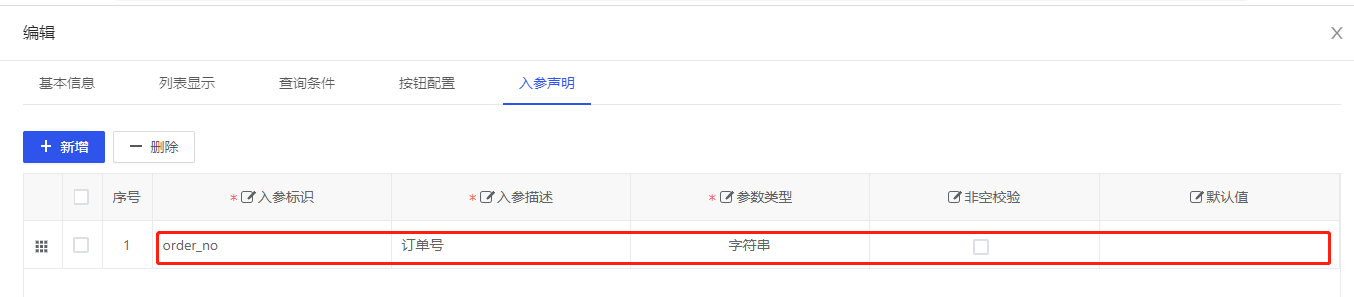 编辑
X
基本信息 列表显示 查询条件 按钮配置 入参声明
+ 新增 — 删除
序号 * 入参标识 * 入参描述 * 参数类型 非空校验 默认值
1 order_no 订单号 字符串